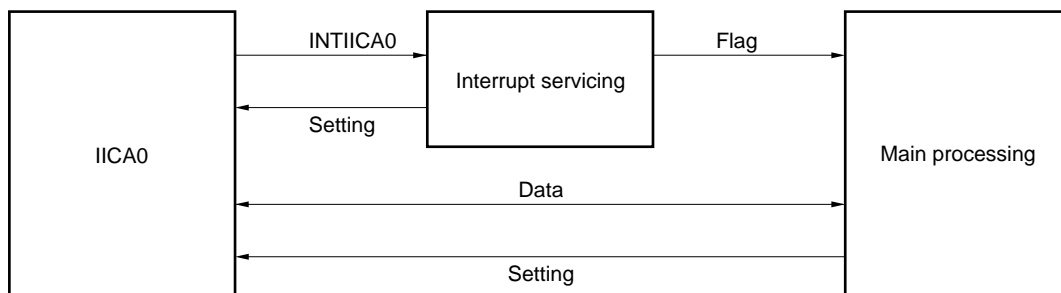 INTIICA0
Flag
Interrupt servicing
Setting
IICA0
Main processing
Data
Setting